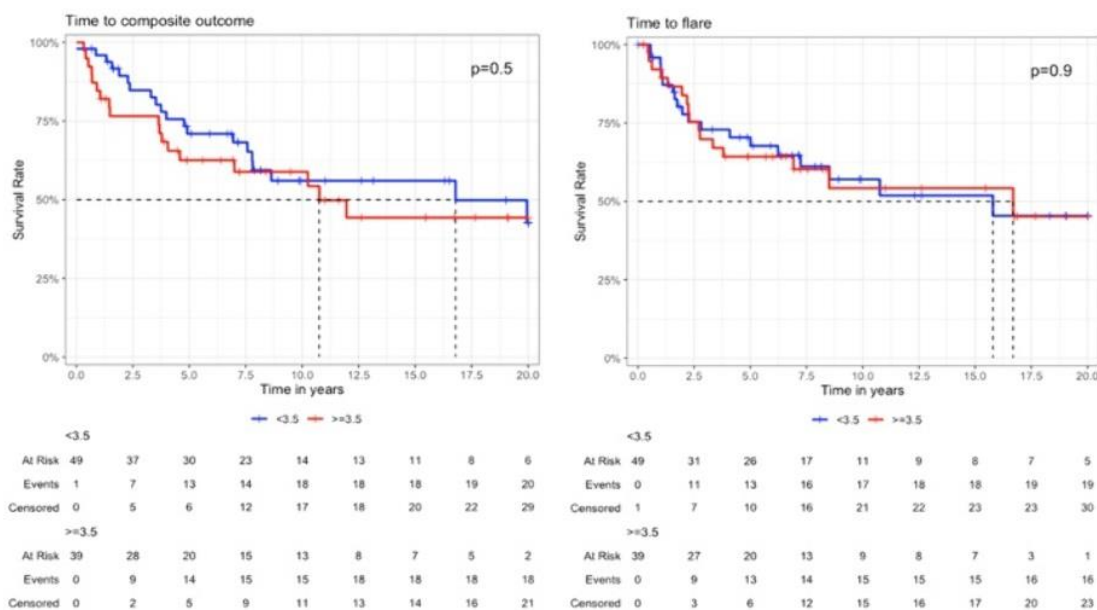 Time to composite outcome
100%
75%
50%
25%
0%
Survival Rate
p=0.5
0.0 2.5 5.0 7.5 10.0 12.5 15.0 17.5 20.0
Time in years
<3.5 >=3.5
<3.5
At Risk 49 37 30 23 14 13 11 8 6
Events 1 7 13 14 18 18 18 19 20
Censored 0 5 6 12 17 18 20 22 29
>=3.5
At Risk 39 28 20 15 13 8 7 5 2
Events 0 9 14 15 15 18 18 18 18
Censored 0 2 5 9 11 13 14 16 21
Time to flare
100%
75%
50%
25%
0%
Survival Rate
p=0.9
0.0 2.5 5.0 7.5 10.0 12.5 15.0 17.5 20.0
Time in years
<3.5 >=3.5
<3.5
At Risk 49 31 26 17 11 9 8 7 5
Events 0 11 13 16 17 18 18 19 19
Censored 1 7 10 16 21 22 23 23 30
>=3.5
At Risk 39 27 20 13 9 8 7 3 1
Events 0 9 13 14 15 15 15 16 16
Censored 0 3 6 12 15 16 17 20 23